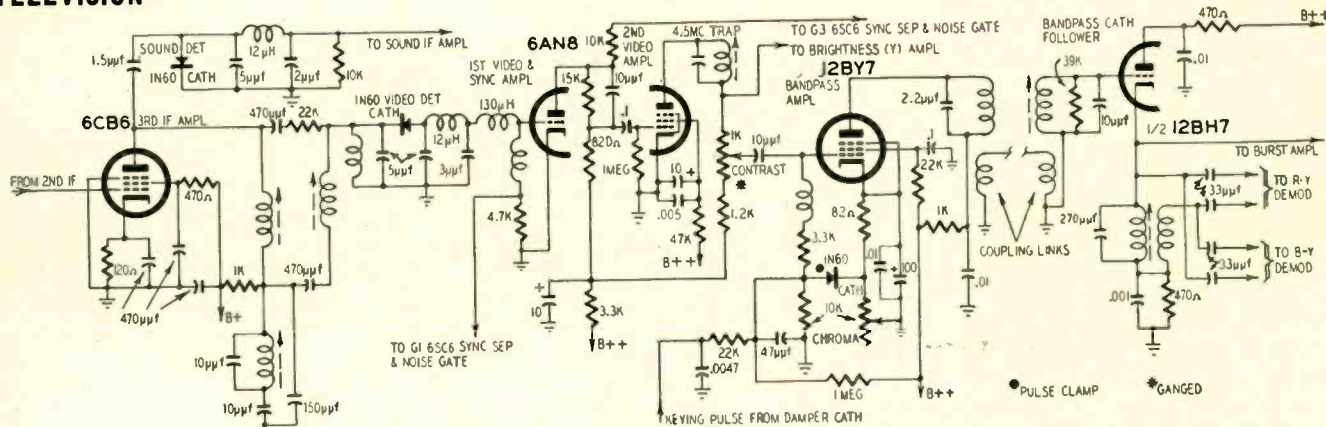 TELEVISION
1.5µµf
SOUND DET
1N60
CATH
12µH
5µµf
2µµf
10K
TO SOUND IF AMPL
6CB6
3RD IF AMPL
FROM 2ND IF
470Ω
120Ω
470µµf
1K
B+
470µµf
22K
470µµf
10µµf
10µµf
150µµf
1N60 VIDEO DET
CATH
5µµf
12µH
3µµf
130µH
4.7K
TO G1 6SC6 SYNC SEP
& NOISE GATE
6AN8
1ST VIDEO &
SYNC AMPL
15K
10K
10µµf
2ND
VIDEO
AMPL
820Ω
.1
1MEG
10
.005
47K
B++
10
3.3K
B++
4.5MC TRAP
TO G3 6SC6 SYNC SEP & NOISE GATE
TO BRIGHTNESS (Y) AMPL
1K
CONTRAST
*
1.2K
10µµf
BANDPASS
AMPL
12BY7
3.3K
1N60
CATH
10K
CHROMA
82Ω
.01
100
.1
22K
1K
.01
22K
.0047
47µµf
1MEG
KEYING PULSE FROM DAMPER CATH
B++
2.2µµf
COUPLING LINKS
BANDPASS CATH
FOLLOWER
39K
10µµf
1/2 12BH7
470Ω
B++
.01
TO BURST AMPL
270µµf
.001
470Ω
33µµf
TO R-Y
DEMOD
33µµf
TO B-Y
DEMOD
● PULSE CLAMP
*GANGED